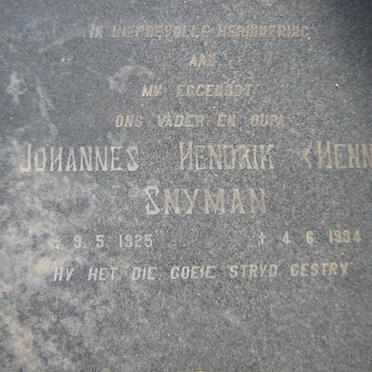 IN LIEFDEVOLLE HERINNERING
AAN
MY EGGENOOT
ONS VADER EN OUPA
JOHANNES HENDRIK (HENN
SNYMAN
9.5.1925 † 4.6.1994
HY HET DIE GOEIE STRYD GESTRY